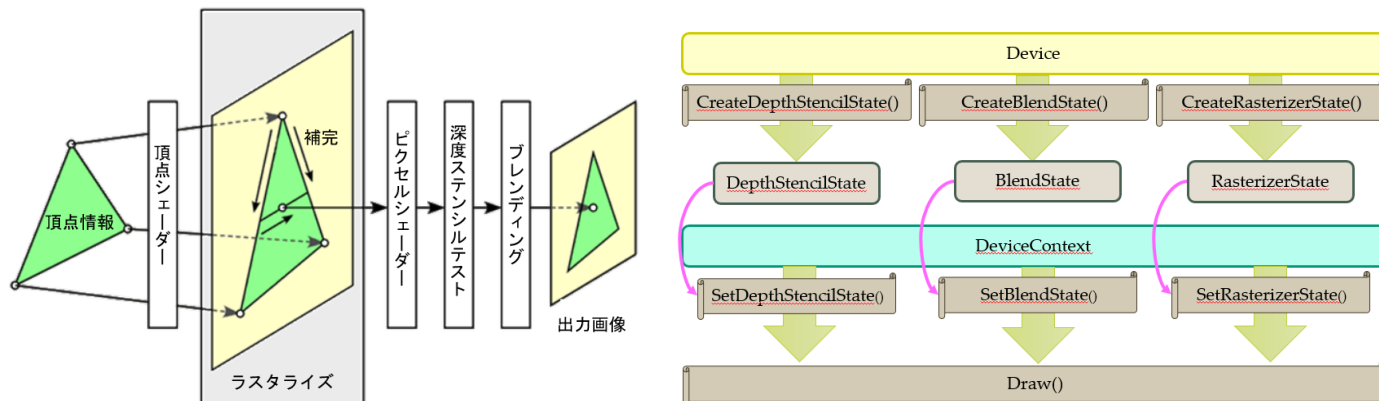 頂点情報
頂点シェーダー
補完
ラスタライズ
ピクセルシェーダー
深度ステンシルテスト
ブレンディング
出力画像
Device
CreateDepthStencilState()
CreateBlendState()
CreateRasterizerState()
DepthStencilState
BlendState
RasterizerState
DeviceContext
SetDepthStencilState()
SetBlendState()
SetRasterizerState()
Draw()